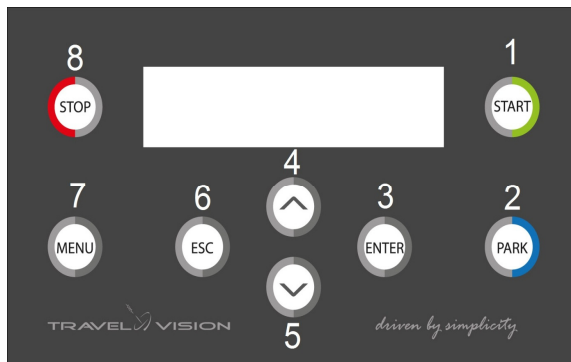 8
1
STOP
START
4
7
6
3
2
MENU
ESC
ENTER
PARK
TRAVEL VISION
driven by simplicity
5